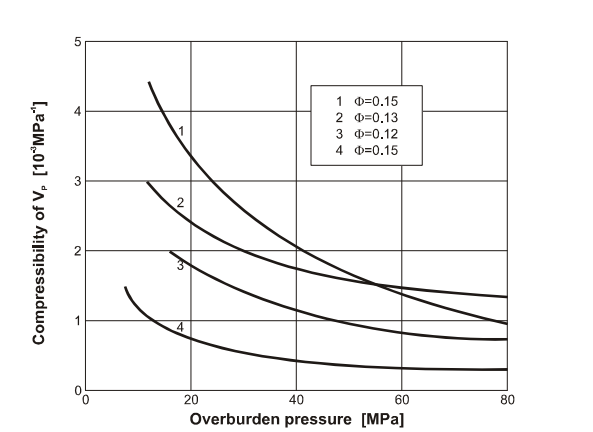 5
4
3
2
1
0
1 Φ=0.15
2 Φ=0.13
3 Φ=0.12
4 Φ=0.15
1
2
3
4
0 20 40 60 80
Overburden pressure [MPa]
Compressibility of Vₚ [10⁻³MPa⁻¹]